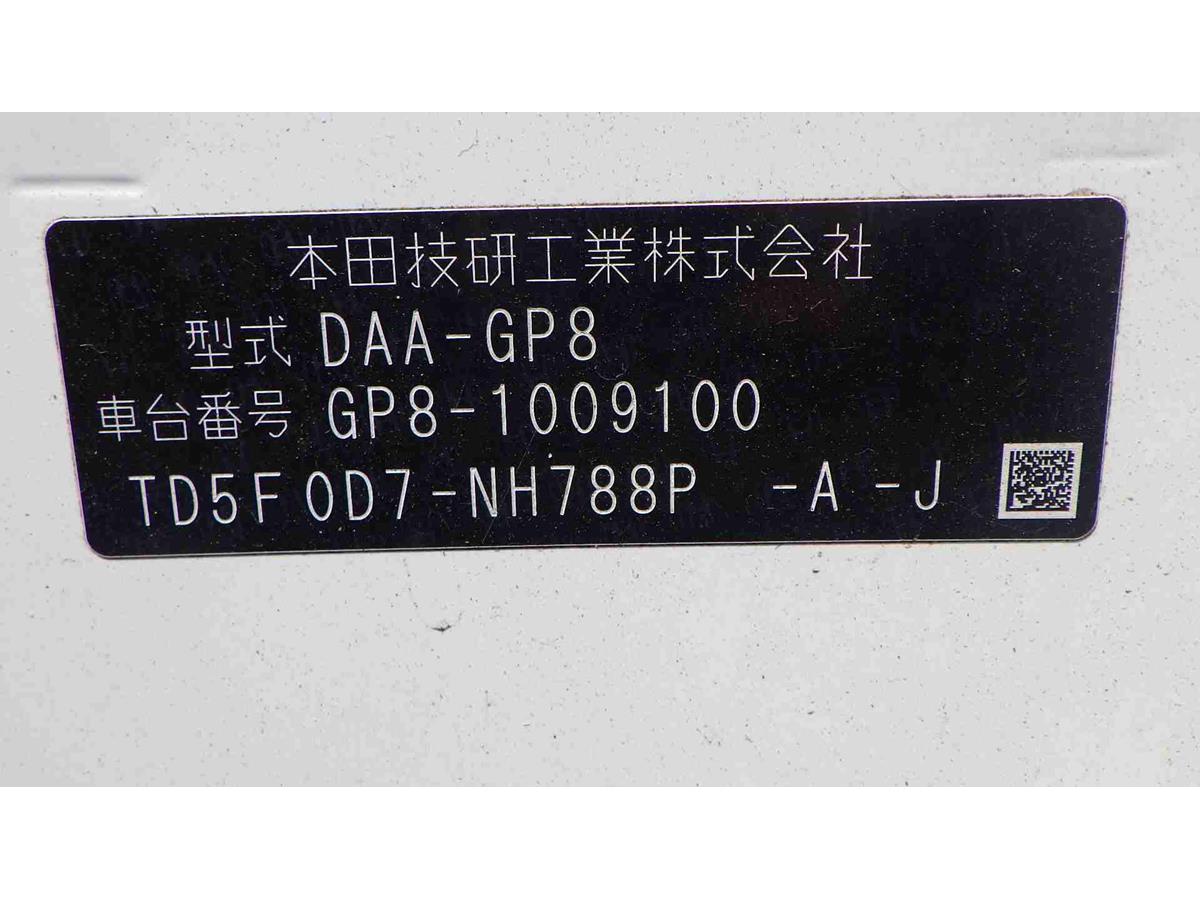 本田技研工業株式会社
型式 DAA-GP8
車台番号 GP8-1009100
TD5F0D7-NH788P -A -J